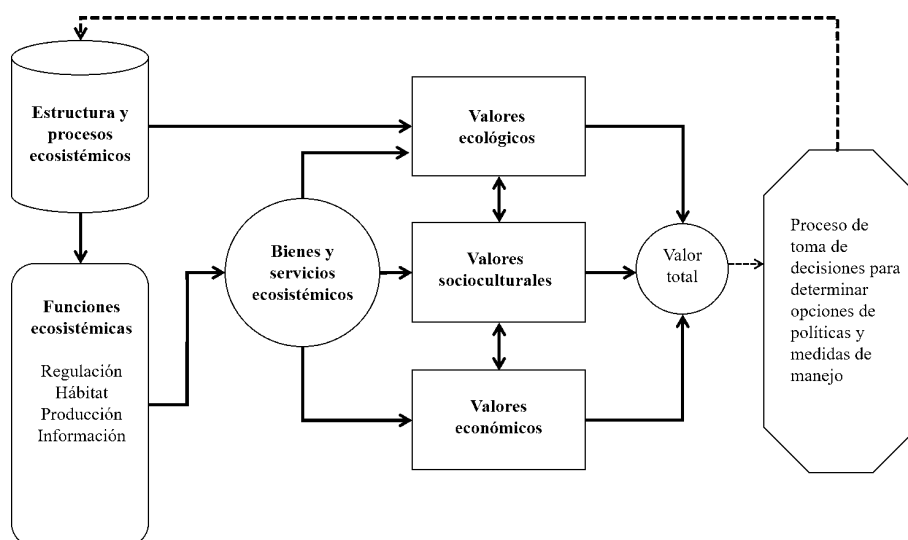 Estructura y
procesos
ecosistémicos
Funciones
ecosistémicas
Regulación
Hábitat
Producción
Información
Bienes y
servicios
ecosistémicos
Valores
ecológicos
Valores
socioculturales
Valores
económicos
Valor
total
Proceso de
toma de
decisiones para
determinar
opciones de
políticas y
medidas de
manejo